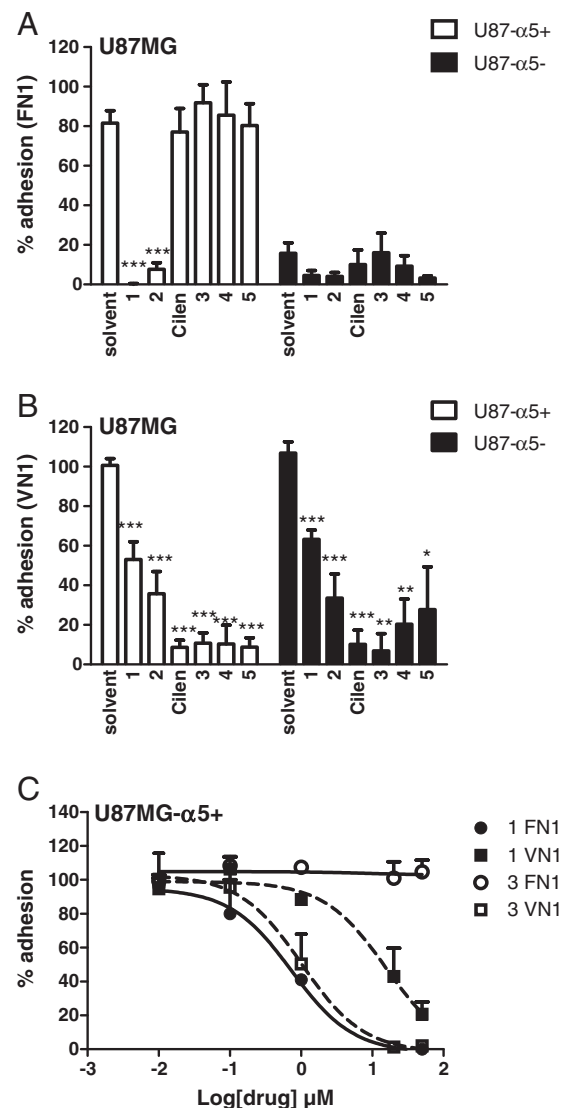 A
U87MG
U87-α5+
U87-α5-
% adhesion (FN1)
120
100
80
60
40
20
0
*** ***
solvent 1 2 Cilen 3 4 5 solvent 1 2 Cilen 3 4 5
B
U87MG
U87-α5+
U87-α5-
% adhesion (VN1)
120
100
80
60
40
20
0
*** *** *** *** *** *** *** *** *** ** ** *
solvent 1 2 Cilen 3 4 5 solvent 1 2 Cilen 3 4 5
C
U87MG-α5+
1 FN1
1 VN1
3 FN1
3 VN1
% adhesion
140
120
100
80
60
40
20
0
-3 -2 -1 0 1 2
Log[drug] µM